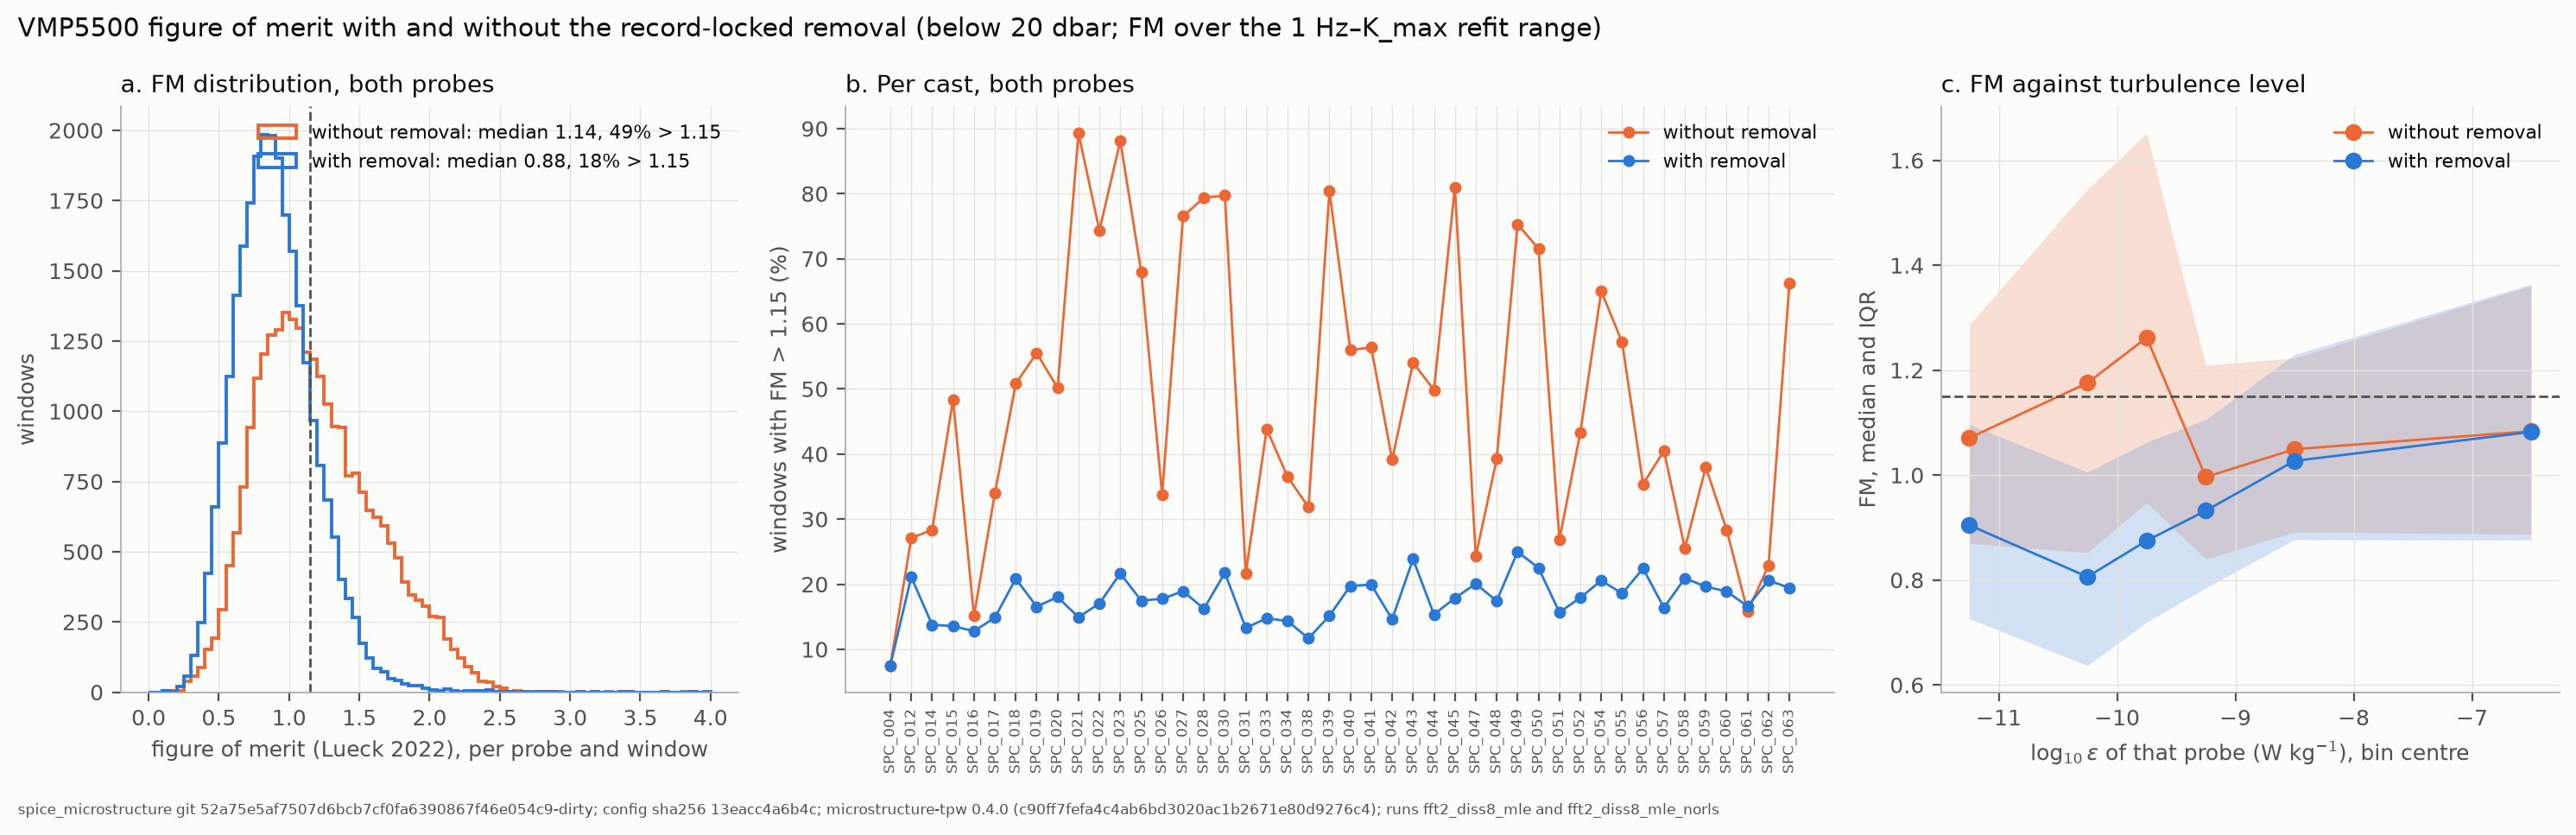 VMP5500 figure of merit with and without the record-locked removal (below 20 dbar; FM over the 1 Hz–K_max refit range)
a. FM distribution, both probes
without removal: median 1.14, 49% > 1.15
with removal: median 0.88, 18% > 1.15
windows
2000
1750
1500
1250
1000
750
500
250
0
0.0 0.5 1.0 1.5 2.0 2.5 3.0 3.5 4.0
figure of merit (Lueck 2022), per probe and window
b. Per cast, both probes
without removal
with removal
windows with FM > 1.15 (%)
90
80
70
60
50
40
30
20
10
SPC_004
SPC_012
SPC_014
SPC_015
SPC_016
SPC_017
SPC_018
SPC_019
SPC_020
SPC_021
SPC_022
SPC_023
SPC_025
SPC_026
SPC_027
SPC_028
SPC_030
SPC_031
SPC_033
SPC_034
SPC_038
SPC_039
SPC_040
SPC_041
SPC_042
SPC_043
SPC_044
SPC_045
SPC_047
SPC_048
SPC_049
SPC_050
SPC_051
SPC_052
SPC_054
SPC_055
SPC_056
SPC_057
SPC_058
SPC_059
SPC_060
SPC_061
SPC_062
SPC_063
c. FM against turbulence level
without removal
with removal
FM, median and IQR
1.6
1.4
1.2
1.0
0.8
0.6
−11 −10 −9 −8 −7
log₁₀ ε of that probe (W kg⁻¹), bin centre
spice_microstructure git 52a75e5af7507d6bcb7cf0fa6390867f46e054c9-dirty; config sha256 13eacc4a6b4c; microstructure-tpw 0.4.0 (c90ff7fefa4c4ab6bd3020ac1b2671e80d9276c4); runs fft2_diss8_mle and fft2_diss8_mle_norls